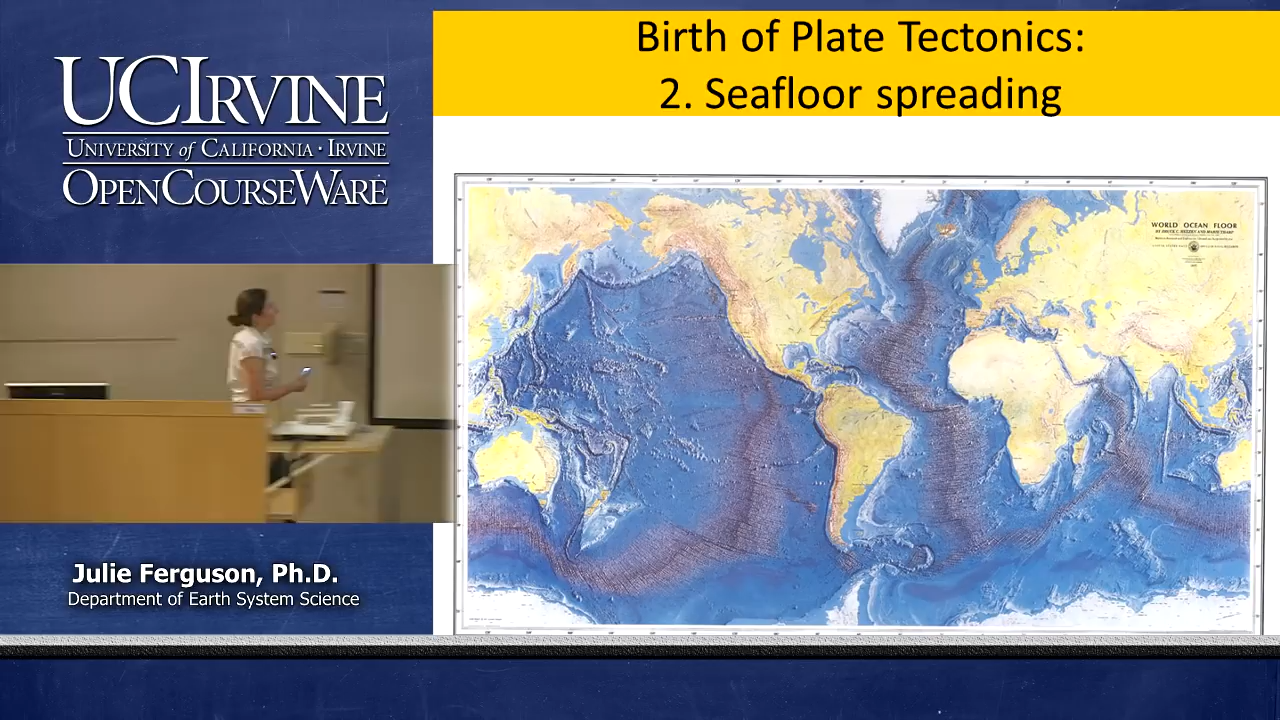 UCIRVINE
UNIVERSITY of CALIFORNIA · IRVINE
OPENCOURSEWARE
Birth of Plate Tectonics:
2. Seafloor spreading
WORLD OCEAN FLOOR
Julie Ferguson, Ph.D.
Department of Earth System Science